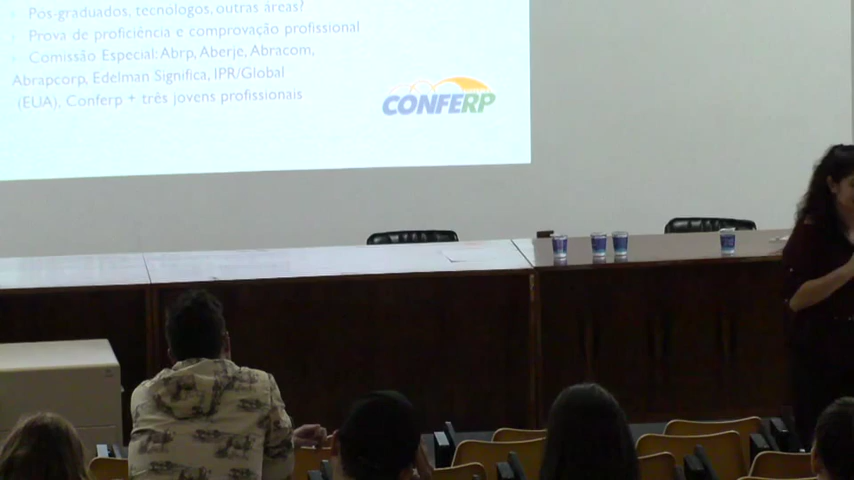 Pós-graduados, tecnologos, outras áreas?
Prova de proficiência e comprovação profissional
Comissão Especial: Abrp, Aberje, Abracom,
Abrapcorp, Edelman Significa, IPR/Global
(EUA), Conferp + três jovens profissionais
CONFERP